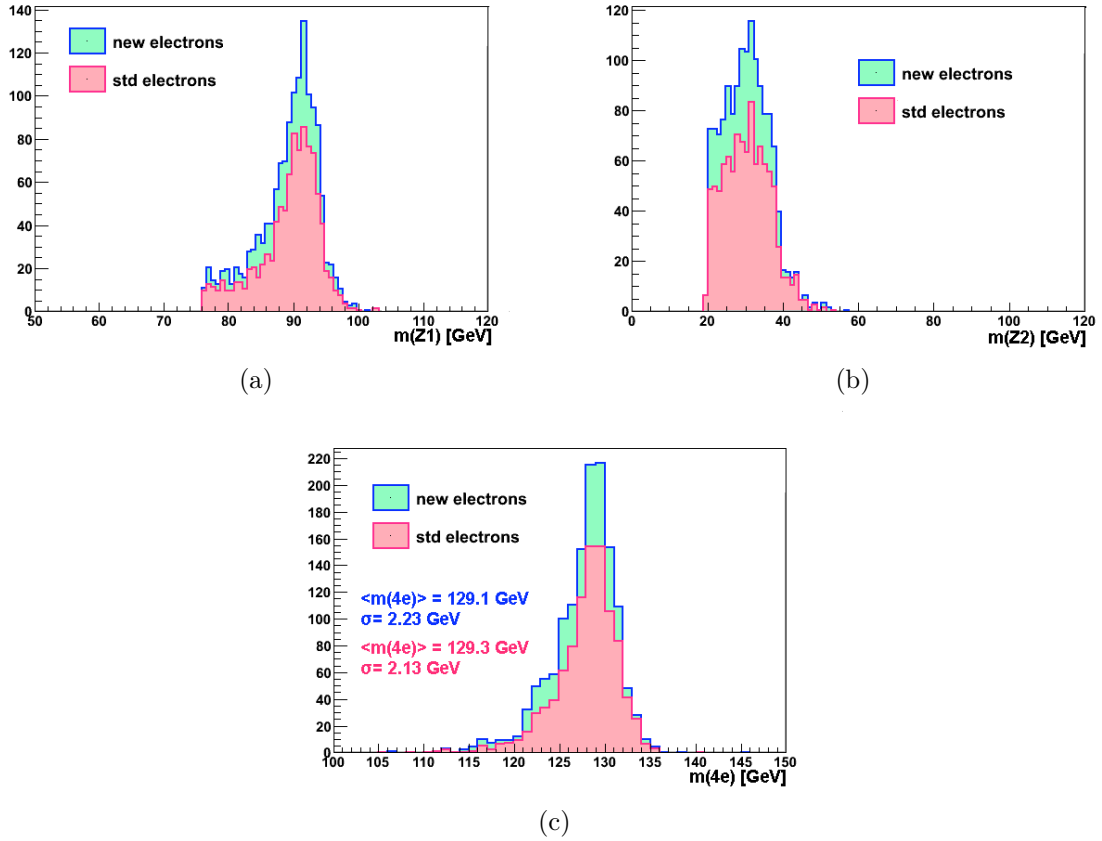 140
120
100
80
60
40
20
0
new electrons
std electrons
50 60 70 80 90 100 110 120
m(Z1) [GeV]
(a)
120
100
80
60
40
20
0
new electrons
std electrons
0 20 40 60 80 100 120
m(Z2) [GeV]
(b)
220
200
180
160
140
120
100
80
60
40
20
0
new electrons
std electrons
<m(4e)> = 129.1 GeV
σ= 2.23 GeV
<m(4e)> = 129.3 GeV
σ= 2.13 GeV
100 105 110 115 120 125 130 135 140 145 150
m(4e) [GeV]
(c)